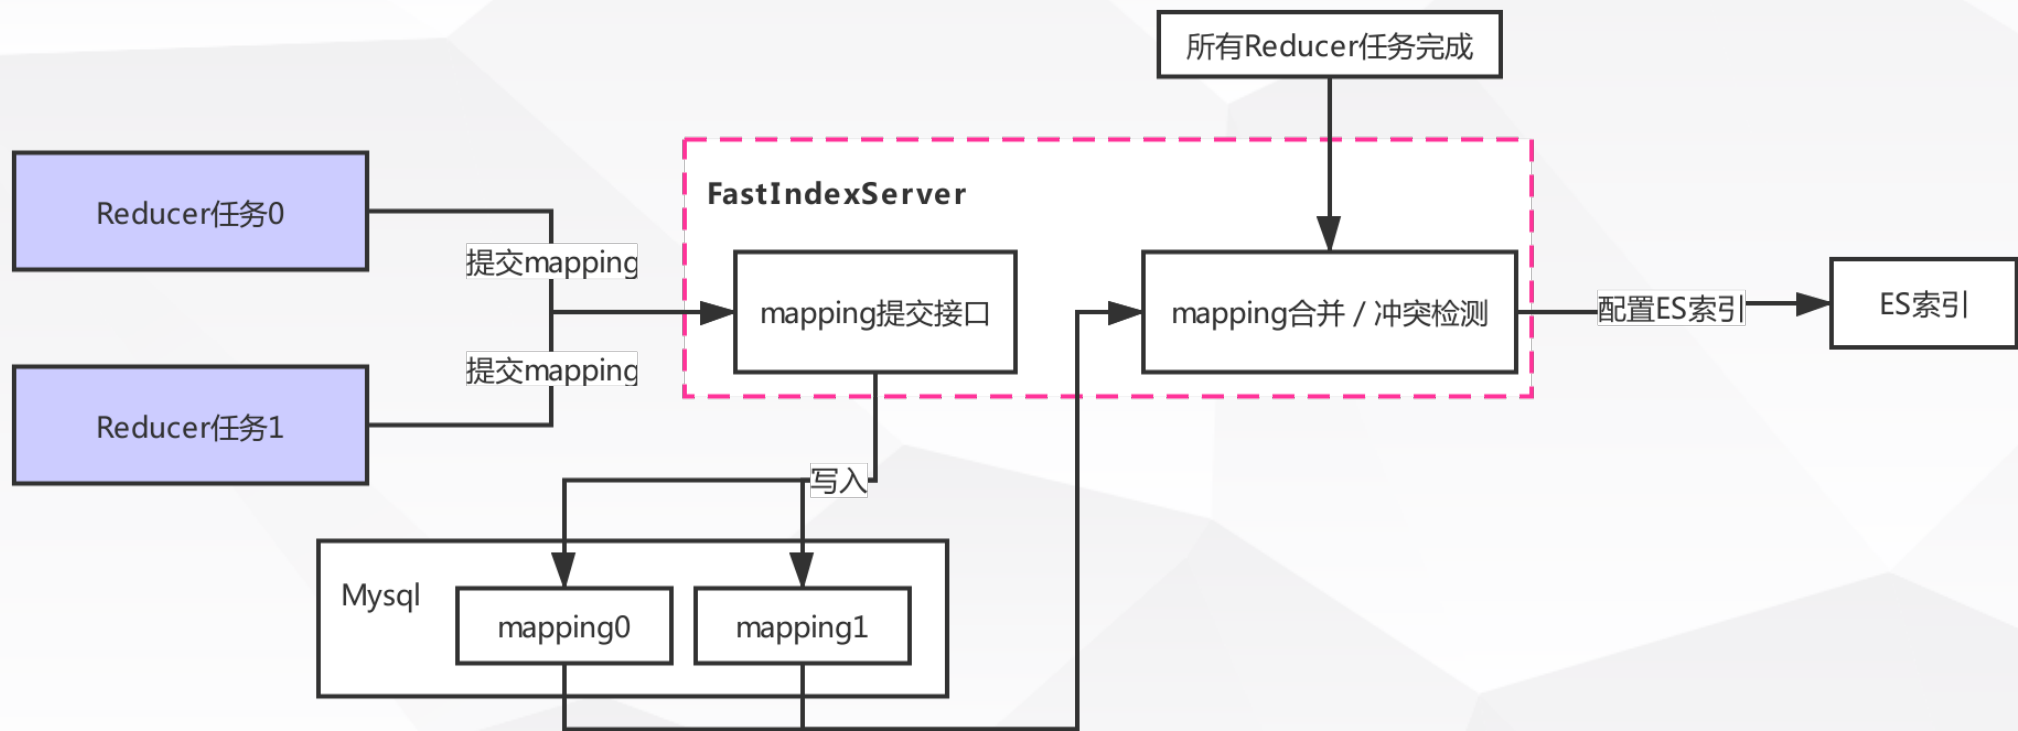 所有Reducer任务完成
FastIndexServer
Reducer任务0
提交mapping
mapping提交接口
mapping合并 / 冲突检测
配置ES索引
ES索引
提交mapping
Reducer任务1
写入
Mysql
mapping0
mapping1